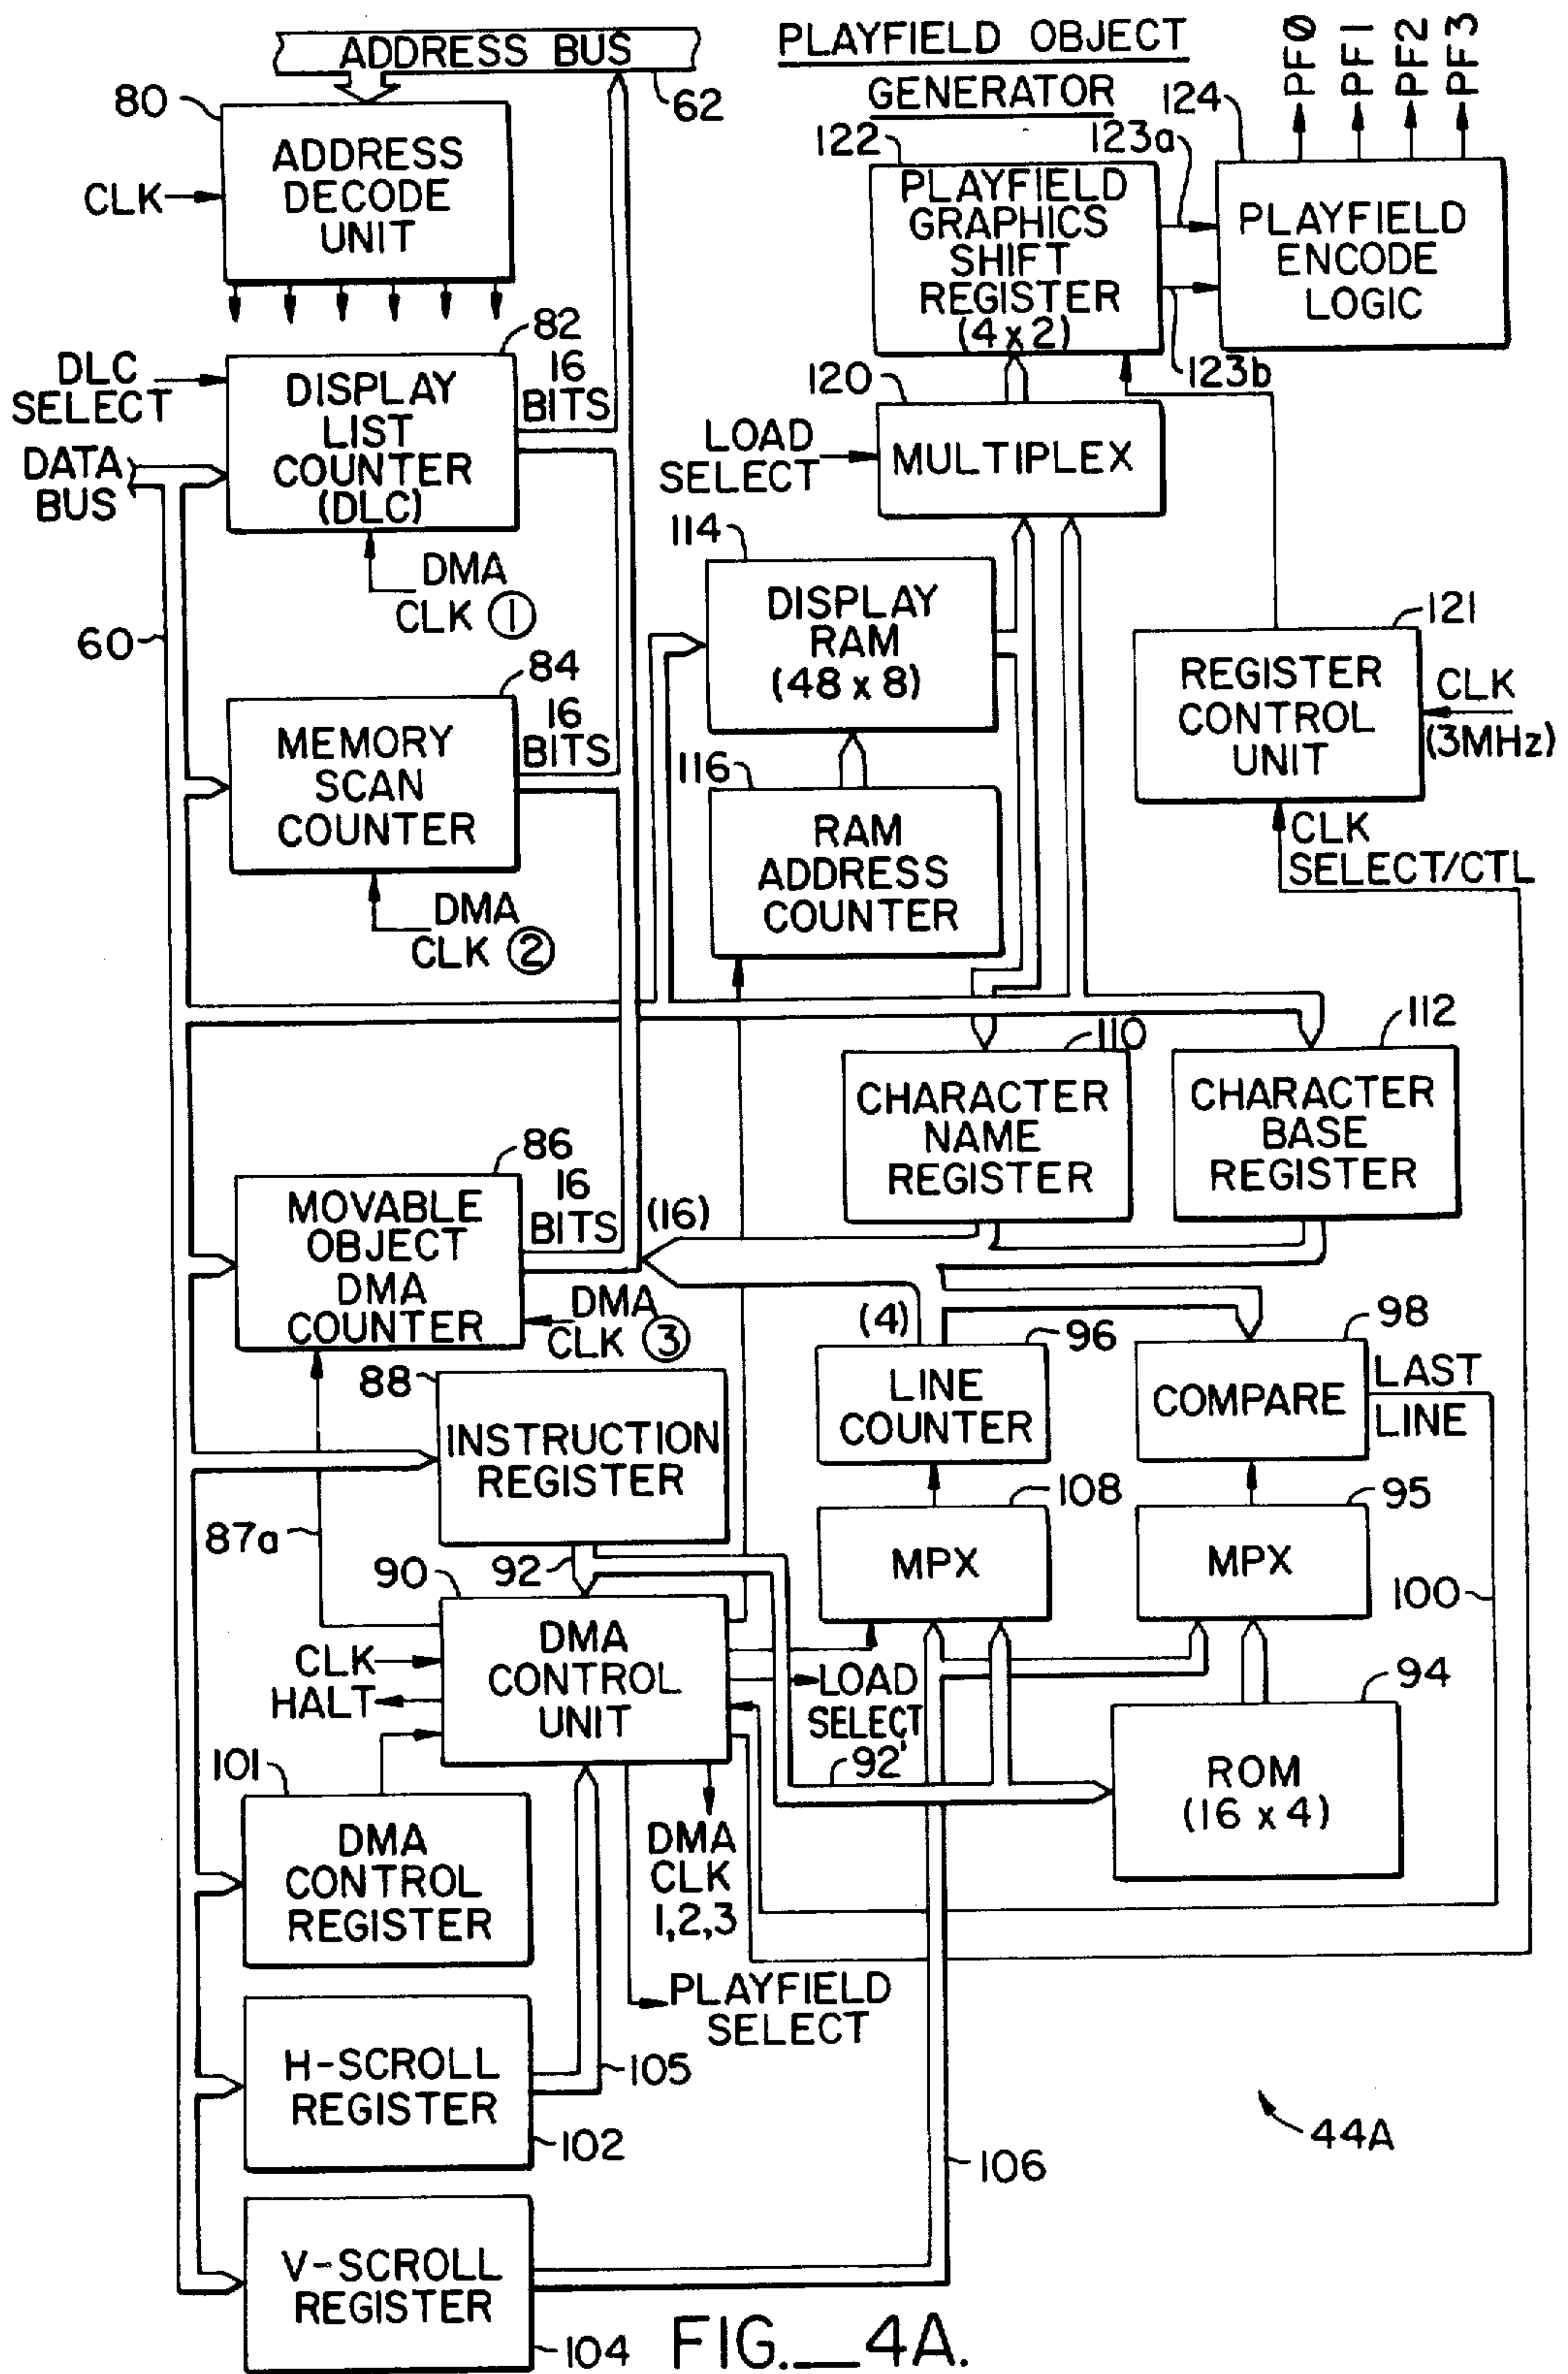 ADDRESS BUS
62
PLAYFIELD OBJECT
GENERATOR
PF0
PF1
PF2
PF3
80
ADDRESS
DECODE
UNIT
CLK
122
PLAYFIELD
GRAPHICS
SHIFT
REGISTER
(4 x 2)
123a
123b
124
PLAYFIELD
ENCODE
LOGIC
82
DLC
SELECT
DATA
BUS
DISPLAY
LIST
COUNTER
(DLC)
16
BITS
DMA
CLK 1
120
LOAD
SELECT
MULTIPLEX
114
DISPLAY
RAM
(48 x 8)
121
REGISTER
CONTROL
UNIT
CLK
(3MHz)
60
84
MEMORY
SCAN
COUNTER
16
BITS
DMA
CLK 2
116
RAM
ADDRESS
COUNTER
CLK
SELECT/CTL
110
CHARACTER
NAME
REGISTER
112
CHARACTER
BASE
REGISTER
86
MOVABLE
OBJECT
DMA
COUNTER
16
BITS
(16)
DMA
CLK 3
(4)
96
LINE
COUNTER
98
COMPARE
LAST
LINE
88
INSTRUCTION
REGISTER
87a
108
MPX
95
MPX
100
90
92
DMA
CONTROL
UNIT
CLK
HALT
LOAD
SELECT
92'
94
ROM
(16 x 4)
101
DMA
CONTROL
REGISTER
DMA
CLK
1,2,3
PLAYFIELD
SELECT
H-SCROLL
REGISTER
102
105
44A
106
V-SCROLL
REGISTER
104
FIG.__4A.